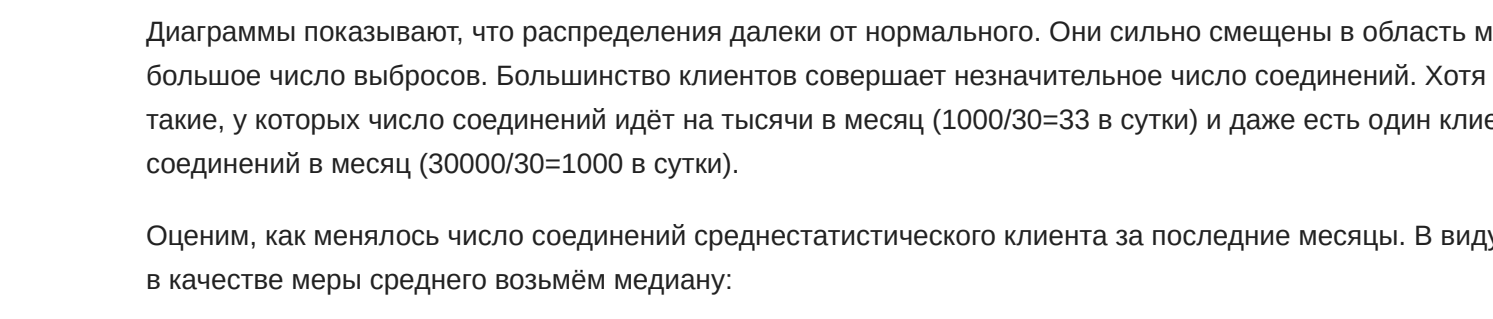 Диаграммы показывают, что распределения далеки от нормального. Они сильно смещены в область
большое число выбросов. Большинство клиентов совершает незначительное число соединений. Хотя
такие, у которых число соединений идёт на тысячи в месяц (1000/30=33 в сутки) и даже есть один
соединений в месяц (30000/30=1000 в сутки).
Оценим, как менялось число соединений среднестатистического клиента за последние месяцы. В
в качестве меры среднего возьмём медиану: